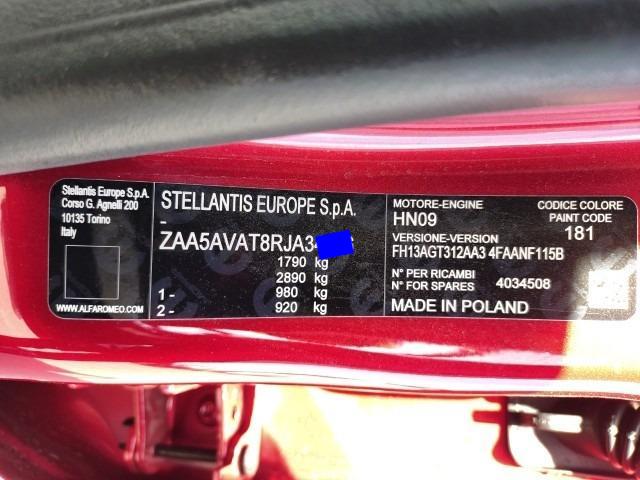 Stellantis Europe S.p.A.
Corso G. Agnelli 200
10135 Torino
Italy
WWW.ALFAROMEO.COM
STELLANTIS EUROPE S.p.A.
-
ZAA5AVAT8RJA3
1790 kg
2890 kg
1 - 980 kg
2 - 920 kg
MOTORE-ENGINE
HN09
VERSIONE-VERSION
FH13AGT312AA3 4FAANF115B
N° PER RICAMBI
N° FOR SPARES 4034508
MADE IN POLAND
CODICE COLORE
PAINT CODE
181